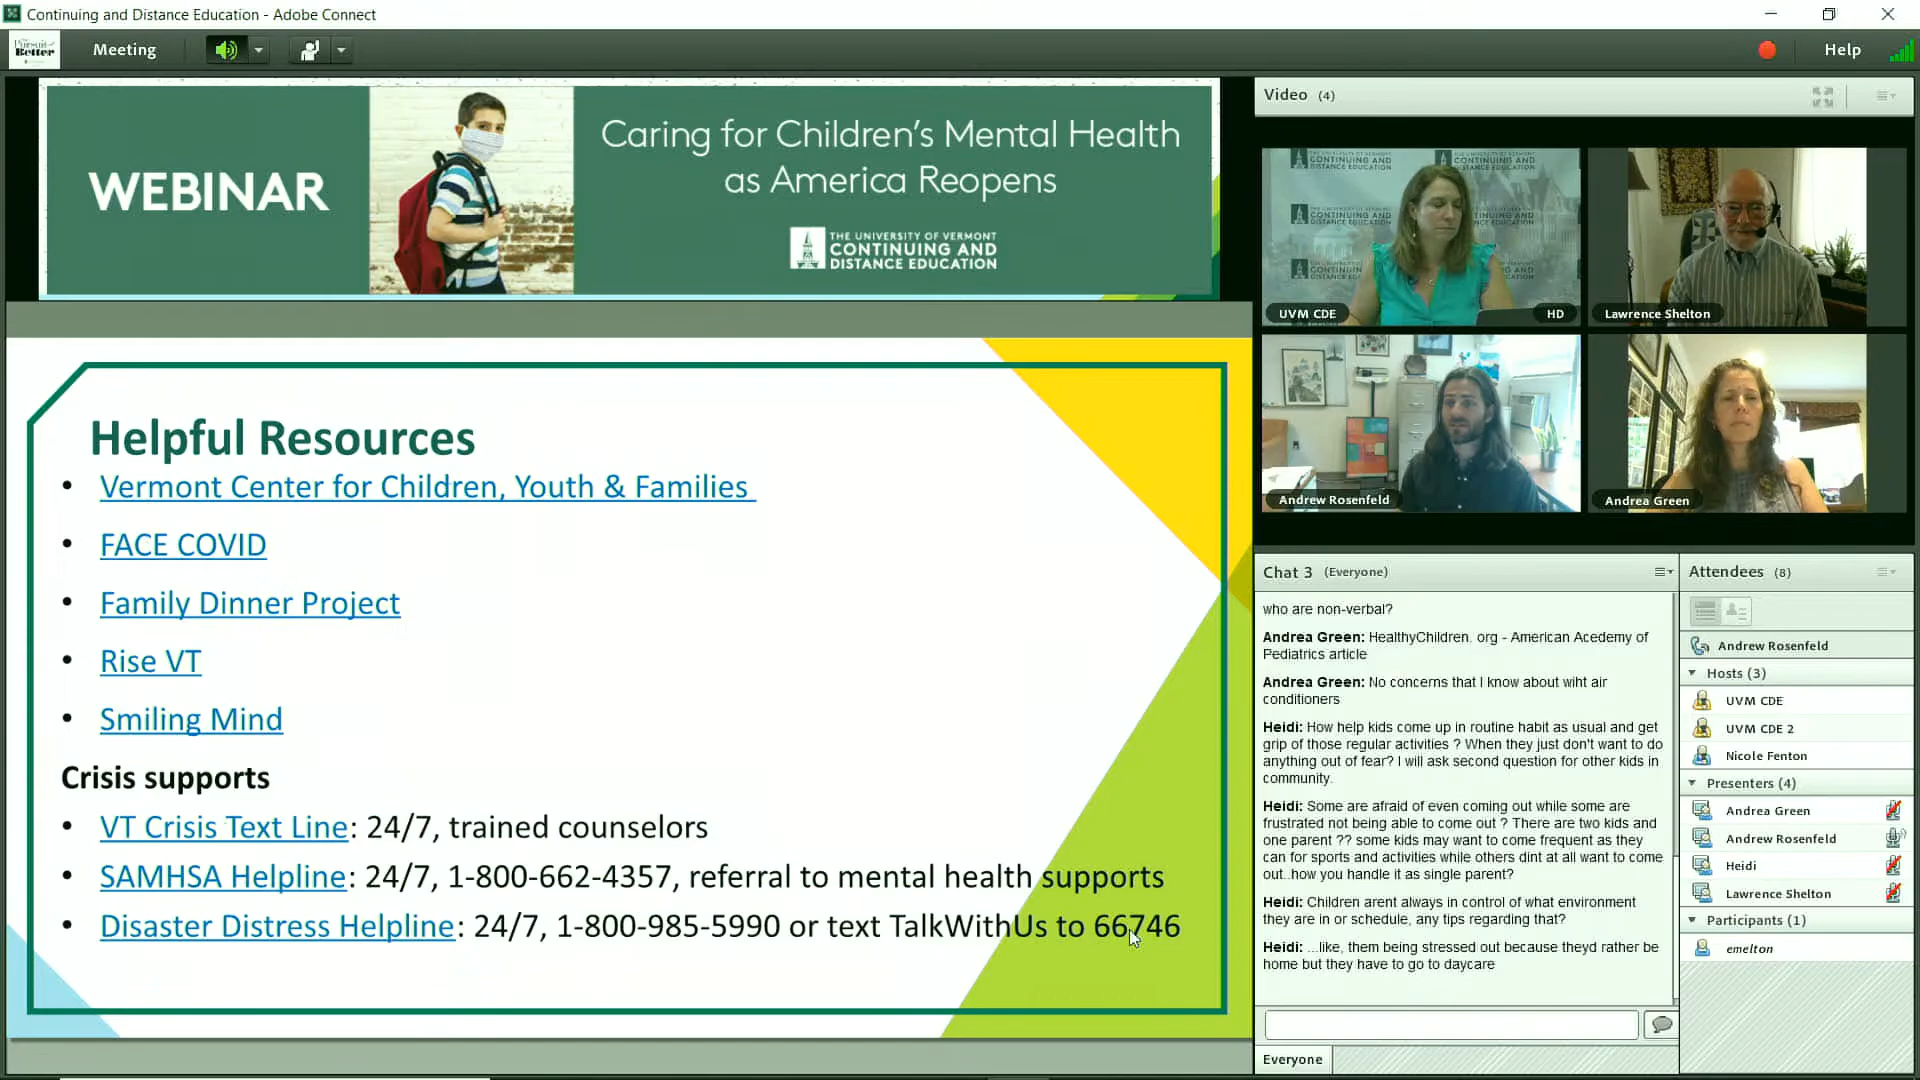 Continuing and Distance Education - Adobe Connect
Pursuit of
Better
Meeting
Help
WEBINAR
Caring for Children's Mental Health
as America Reopens
THE UNIVERSITY OF VERMONT
CONTINUING AND
DISTANCE EDUCATION
Helpful Resources
• Vermont Center for Children, Youth & Families
• FACE COVID
• Family Dinner Project
• Rise VT
• Smiling Mind
Crisis supports
• VT Crisis Text Line: 24/7, trained counselors
• SAMHSA Helpline: 24/7, 1-800-662-4357, referral to mental health supports
• Disaster Distress Helpline: 24/7, 1-800-985-5990 or text TalkWithUs to 66746
Video (4)
CONTINUING AND
DISTANCE EDUCATION
UVM CDE
HD
Lawrence Shelton
Andrew Rosenfeld
Andrea Green
Chat 3 (Everyone)
who are non-verbal?
Andrea Green: HealthyChildren. org - American Acedemy of
Pediatrics article
Andrea Green: No concerns that I know about wiht air
conditioners
Heidi: How help kids come up in routine habit as usual and get
grip of those regular activities ? When they just don't want to do
anything out of fear? I will ask second question for other kids in
community.
Heidi: Some are afraid of even coming out while some are
frustrated not being able to come out ? There are two kids and
one parent ?? some kids may want to come frequent as they
can for sports and activities while others dint at all want to come
out..how you handle it as single parent?
Heidi: Children arent always in control of what environment
they are in or schedule, any tips regarding that?
Heidi: ...like, them being stressed out because theyd rather be
home but they have to go to daycare
Everyone
Attendees (8)
Andrew Rosenfeld
Hosts (3)
UVM CDE
UVM CDE 2
Nicole Fenton
Presenters (4)
Andrea Green
Andrew Rosenfeld
Heidi
Lawrence Shelton
Participants (1)
emelton